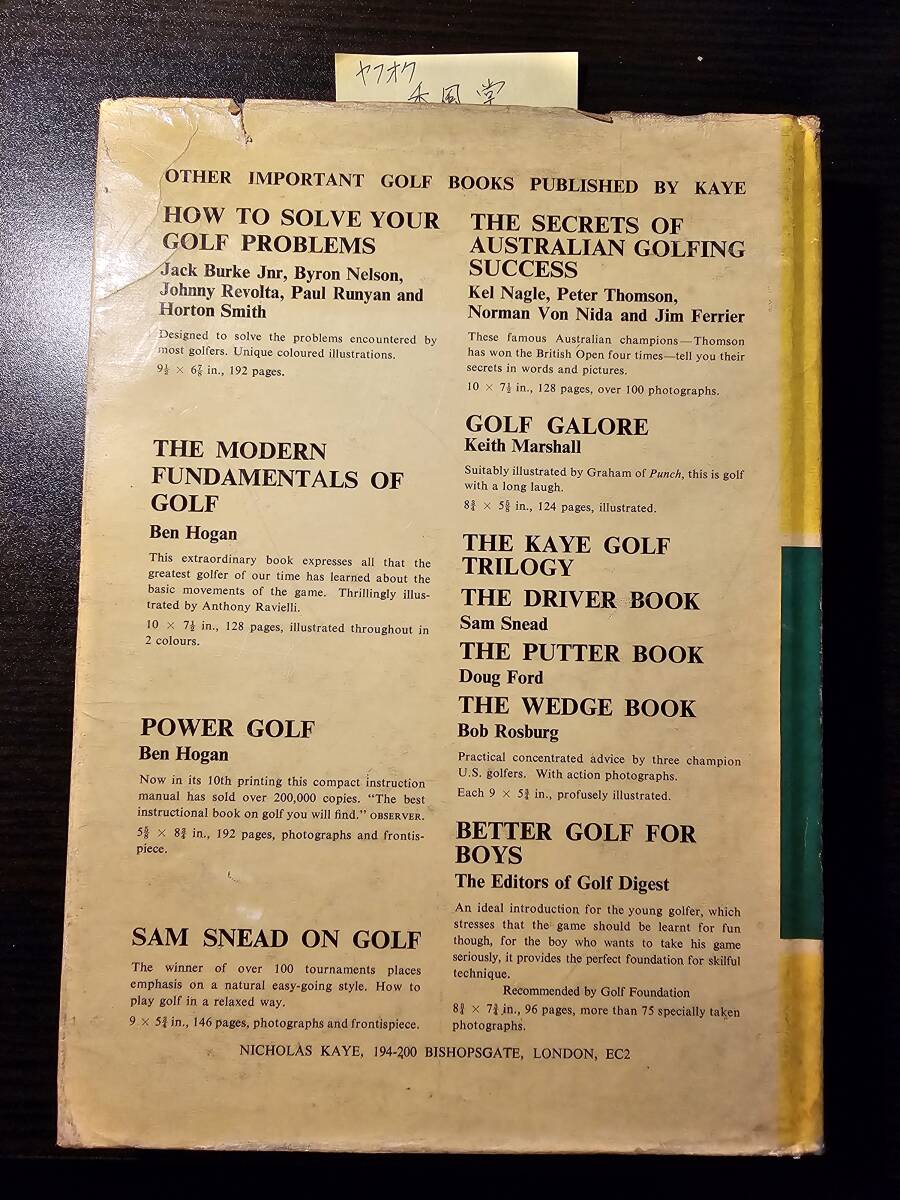 ヤフオク
香風堂
OTHER IMPORTANT GOLF BOOKS PUBLISHED BY KAYE
HOW TO SOLVE YOUR
GOLF PROBLEMS
Jack Burke Jnr, Byron Nelson,
Johnny Revolta, Paul Runyan and
Horton Smith
Designed to solve the problems encountered by
most golfers. Unique coloured illustrations.
9½ × 6⅞ in., 192 pages.
THE MODERN
FUNDAMENTALS OF
GOLF
Ben Hogan
This extraordinary book expresses all that the
greatest golfer of our time has learned about the
basic movements of the game. Thrillingly illus-
trated by Anthony Ravielli.
10 × 7½ in., 128 pages, illustrated throughout in
2 colours.
POWER GOLF
Ben Hogan
Now in its 10th printing this compact instruction
manual has sold over 200,000 copies. “The best
instructional book on golf you will find.” OBSERVER.
5⅝ × 8¾ in., 192 pages, photographs and frontis-
piece.
SAM SNEAD ON GOLF
The winner of over 100 tournaments places
emphasis on a natural easy-going style. How to
play golf in a relaxed way.
9 × 5¾ in., 146 pages, photographs and frontispiece.
THE SECRETS OF
AUSTRALIAN GOLFING
SUCCESS
Kel Nagle, Peter Thomson,
Norman Von Nida and Jim Ferrier
These famous Australian champions—Thomson
has won the British Open four times—tell you their
secrets in words and pictures.
10 × 7½ in., 128 pages, over 100 photographs.
GOLF GALORE
Keith Marshall
Suitably illustrated by Graham of Punch, this is golf
with a long laugh.
8¾ × 5⅝ in., 124 pages, illustrated.
THE KAYE GOLF
TRILOGY
THE DRIVER BOOK
Sam Snead
THE PUTTER BOOK
Doug Ford
THE WEDGE BOOK
Bob Rosburg
Practical concentrated advice by three champion
U.S. golfers. With action photographs.
Each 9 × 5¾ in., profusely illustrated.
BETTER GOLF FOR
BOYS
The Editors of Golf Digest
An ideal introduction for the young golfer, which
stresses that the game should be learnt for fun
though, for the boy who wants to take his game
seriously, it provides the perfect foundation for skilful
technique.
Recommended by Golf Foundation
8¾ × 7¾ in., 96 pages, more than 75 specially taken
photographs.
NICHOLAS KAYE, 194-200 BISHOPSGATE, LONDON, EC2